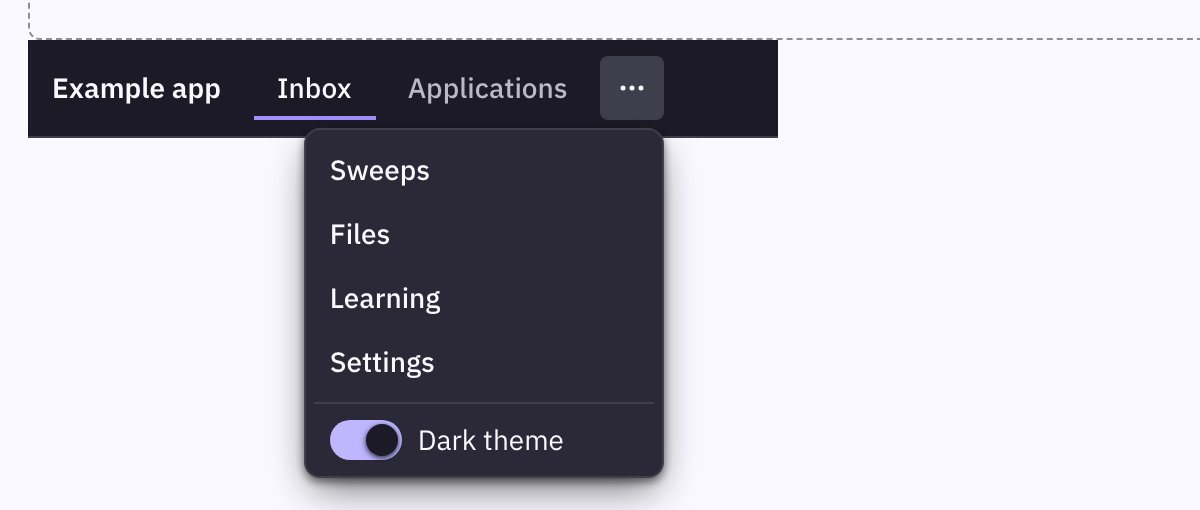 Example app Inbox Applications ...
Sweeps
Files
Learning
Settings
Dark theme